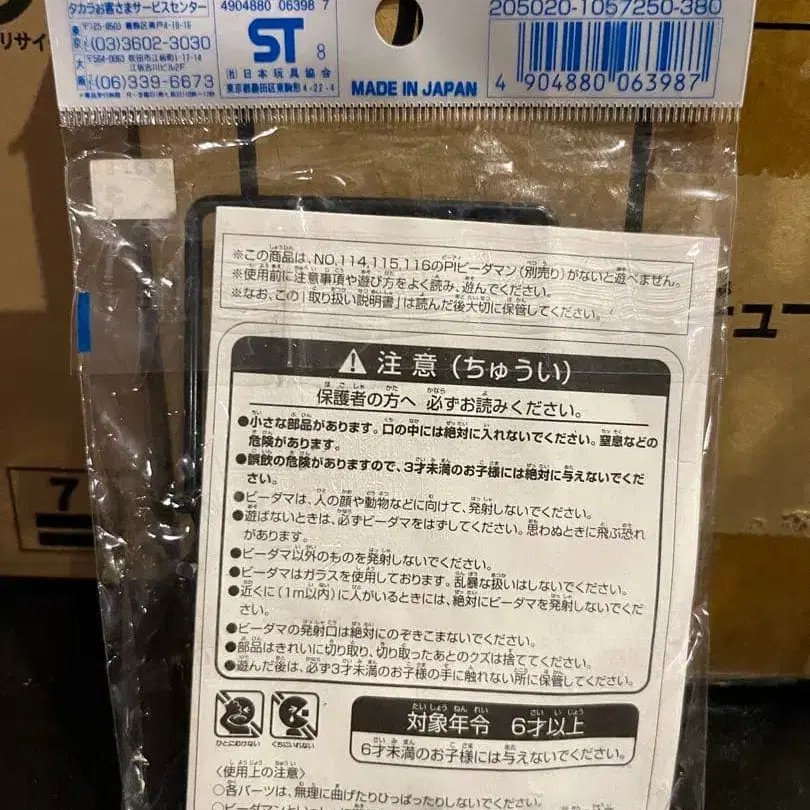 タカラお客さまサービスセンター
(03)3602-3030
(06)339-6673
4904880 06398 7
ST 8
日本玩具協会
MADE IN JAPAN
205020-1057250-380
4 904880 063987
リサイ
※この商品は、NO.114,115,116のPIビーダマン(別売り)がないと遊べません。
※使用前に注意事項や遊び方をよく読み、遊んでください。
※なお、この「取り扱い説明書」は読んだ後大切に保管してください。
注意(ちゅうい)
保護者の方へ 必ずお読みください。
●小さな部品があります。口の中には絶対に入れないでください。窒息などの
危険があります。
●誤飲の危険がありますので、3才未満のお子様には絶対に与えないでくだ
さい。
●ビーダマは、人の顔や動物などに向けて、発射しないでください。
●遊ばないときは、必ずビーダマをはずしてください。思わぬときに飛ぶ恐れ
があります。
●ビーダマ以外のものを発射しないでください。
●ビーダマはガラスを使用しております。乱暴な扱いはしないでください。
●近くに(1m以内)に人がいるときには、絶対にビーダマを発射しないでくだ
さい。
●ビーダマの発射口は絶対にのぞきこまないでください。
●部品はきれいに切り取り、切り取ったあとのクズは捨ててください。
●遊んだ後は、必ず3才未満のお子様の手に触れない所に保管してください。
ひとにむけない
くちにいれない
対象年令 6才以上
6才未満のお子様には与えないでください。
〈使用上の注意〉
○各パーツは、無理に曲げたりひっぱったりしないでください。
ュー
7